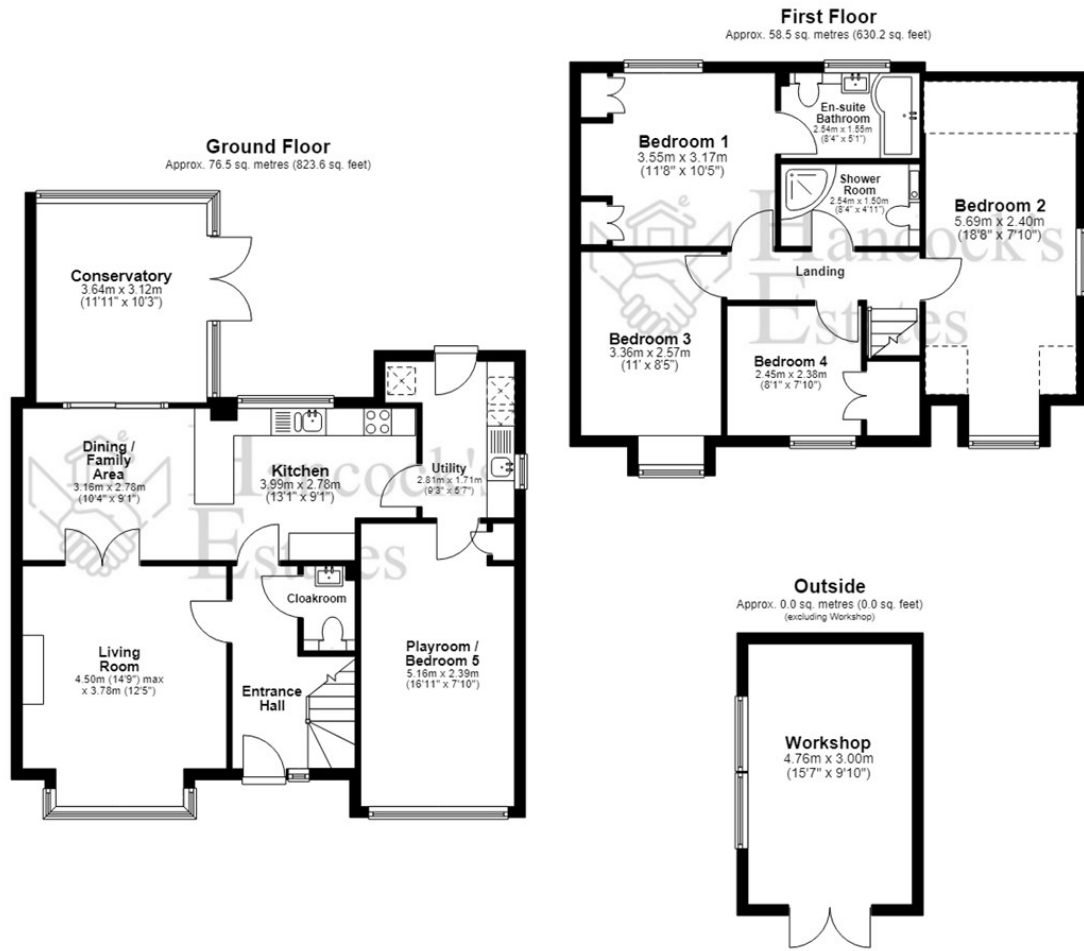 Ground Floor
Approx. 76.5 sq. metres (823.6 sq. feet)
Conservatory
3.64m x 3.12m
(11'11" x 10'3")
Dining /
Family
Area
3.16m x 2.78m
(10'4" x 9'1")
Kitchen
3.99m x 2.78m
(13'1" x 9'1")
Utility
2.81m x 1.71m
(9'3" x 5'7")
Living
Room
4.50m (14'9") max
x 3.78m (12'5")
Cloakroom
Entrance
Hall
Playroom /
Bedroom 5
5.16m x 2.39m
(16'11" x 7'10")
Hancock's
Estates
First Floor
Approx. 58.5 sq. metres (630.2 sq. feet)
Bedroom 1
3.55m x 3.17m
(11'8" x 10'5")
En-suite
Bathroom
2.54m x 1.55m
(8'4" x 5'1")
Shower
Room
2.54m x 1.50m
(8'4" x 4'11")
Bedroom 2
5.69m x 2.40m
(18'8" x 7'10")
Landing
Bedroom 3
3.36m x 2.57m
(11' x 8'5")
Bedroom 4
2.45m x 2.38m
(8'1" x 7'10")
Hancock's
Estates
Outside
Approx. 0.0 sq. metres (0.0 sq. feet)
(excluding Workshop)
Workshop
4.76m x 3.00m
(15'7" x 9'10")